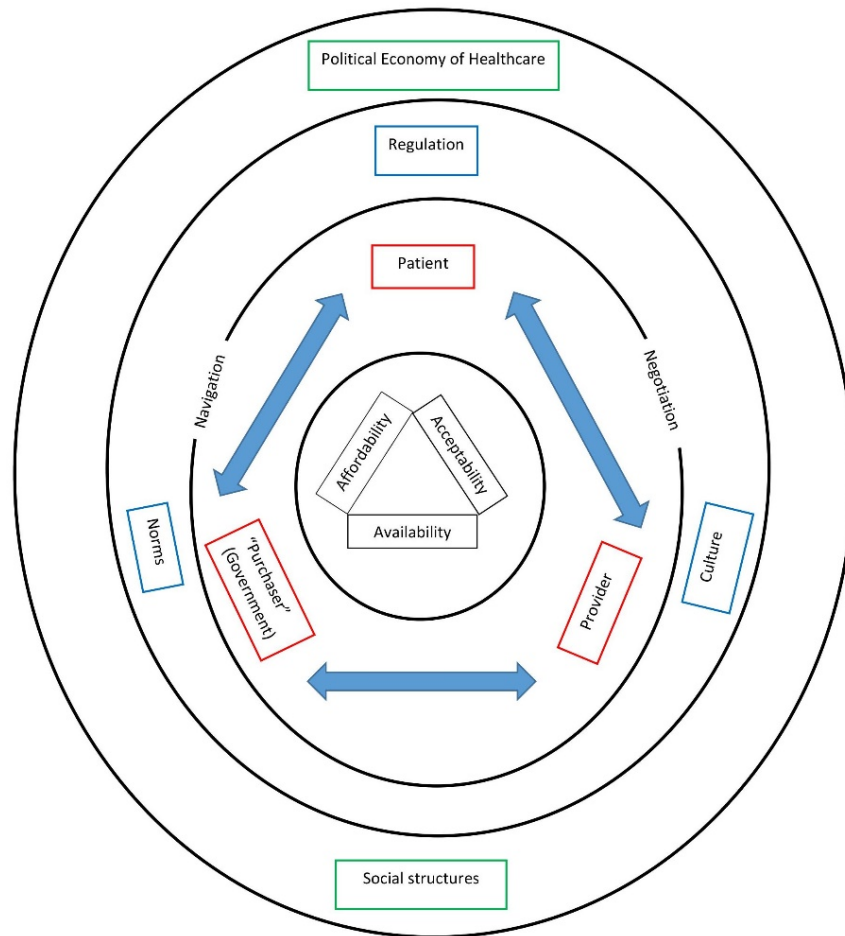 Political Economy of Healthcare
Regulation
Patient
Navigation
Negotiation
Affordability
Acceptability
Availability
Norms
“Purchaser”
(Government)
Provider
Culture
Social structures